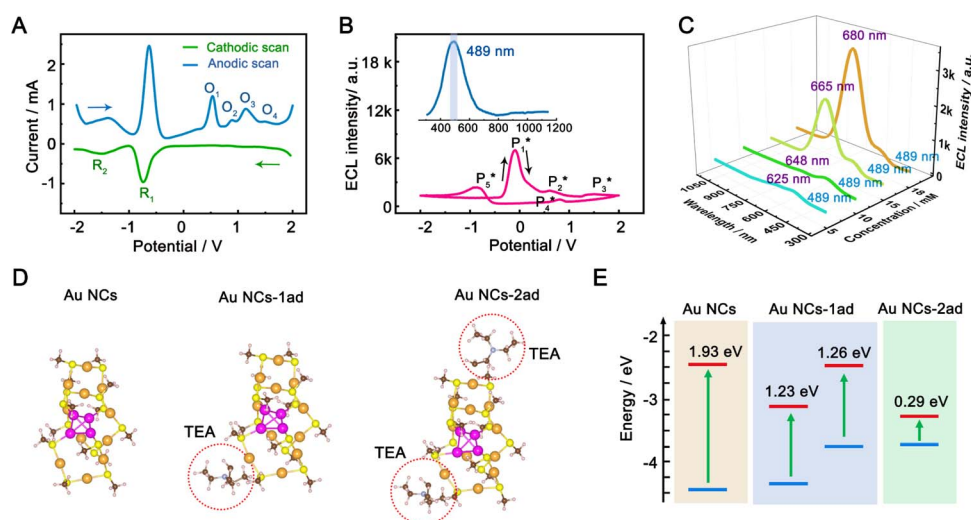 A
Cathodic scan
Anodic scan
Current / mA
2
1
0
-1
O1
O2
O3
O4
R2
R1
-2 -1 0 1 2
Potential / V
B
ECL intensity/ a.u.
18 k
12k
6k
0
489 nm
400 600 800 1000 1200
P1*
P2*
P3*
P4*
P5*
-2 -1 0 1 2
Potential / V
C
680 nm
665 nm
648 nm
625 nm
489 nm
489 nm
489 nm
489 nm
3k
2k
1k
0
ECL Intensity/ a.u.
1050
900
750
600
450
300
Wavelength / nm
Concentration / mM
D
Au NCs
Au NCs-1ad
Au NCs-2ad
TEA
TEA
TEA
E
Au NCs
Au NCs-1ad
Au NCs-2ad
Energy / eV
-2
-3
-4
1.93 eV
1.23 eV
1.26 eV
0.29 eV